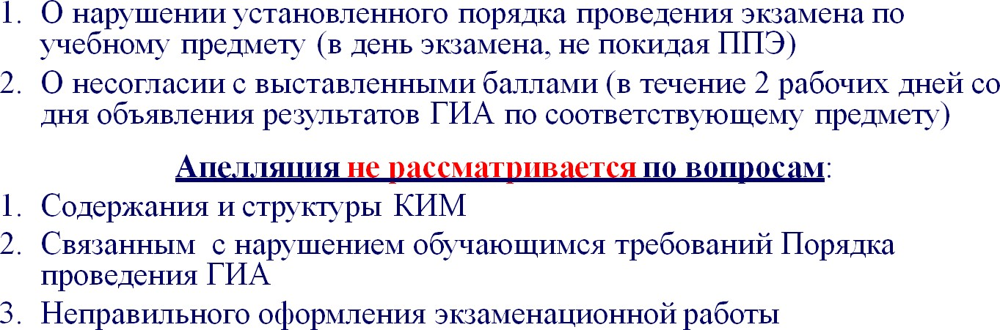 1. О нарушении установленного порядка проведения экзамена по
учебному предмету (в день экзамена, не покидая ППЭ)
2. О несогласии с выставленными баллами (в течение 2 рабочих дней со
дня объявления результатов ГИА по соответствующему предмету)
Апелляция не рассматривается по вопросам:
1. Содержания и структуры КИМ
2. Связанным с нарушением обучающимся требований Порядка
проведения ГИА
3. Неправильного оформления экзаменационной работы